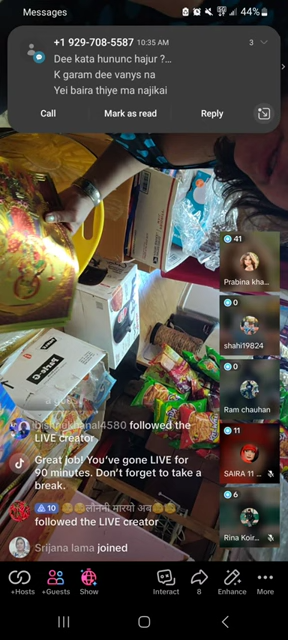 Messages
44%
+1 929-708-5587 10:35 AM
3
Dee kata hununc hajur ?...
K garam dee vanys na
Yei baira thiye ma najikai
Call
Mark as read
Reply
41
Prabina kha...
0
shahi19824
0
Ram chauhan
11
SAIRA 11 ...
6
Rina Koir...
followed the
LIVE creator
Great job! You've gone LIVE for
90 minutes. Don't forget to take a
break.
10
followed the LIVE creator
Srijana lama joined
+Hosts
+Guests
Show
Interact
8
Enhance
More